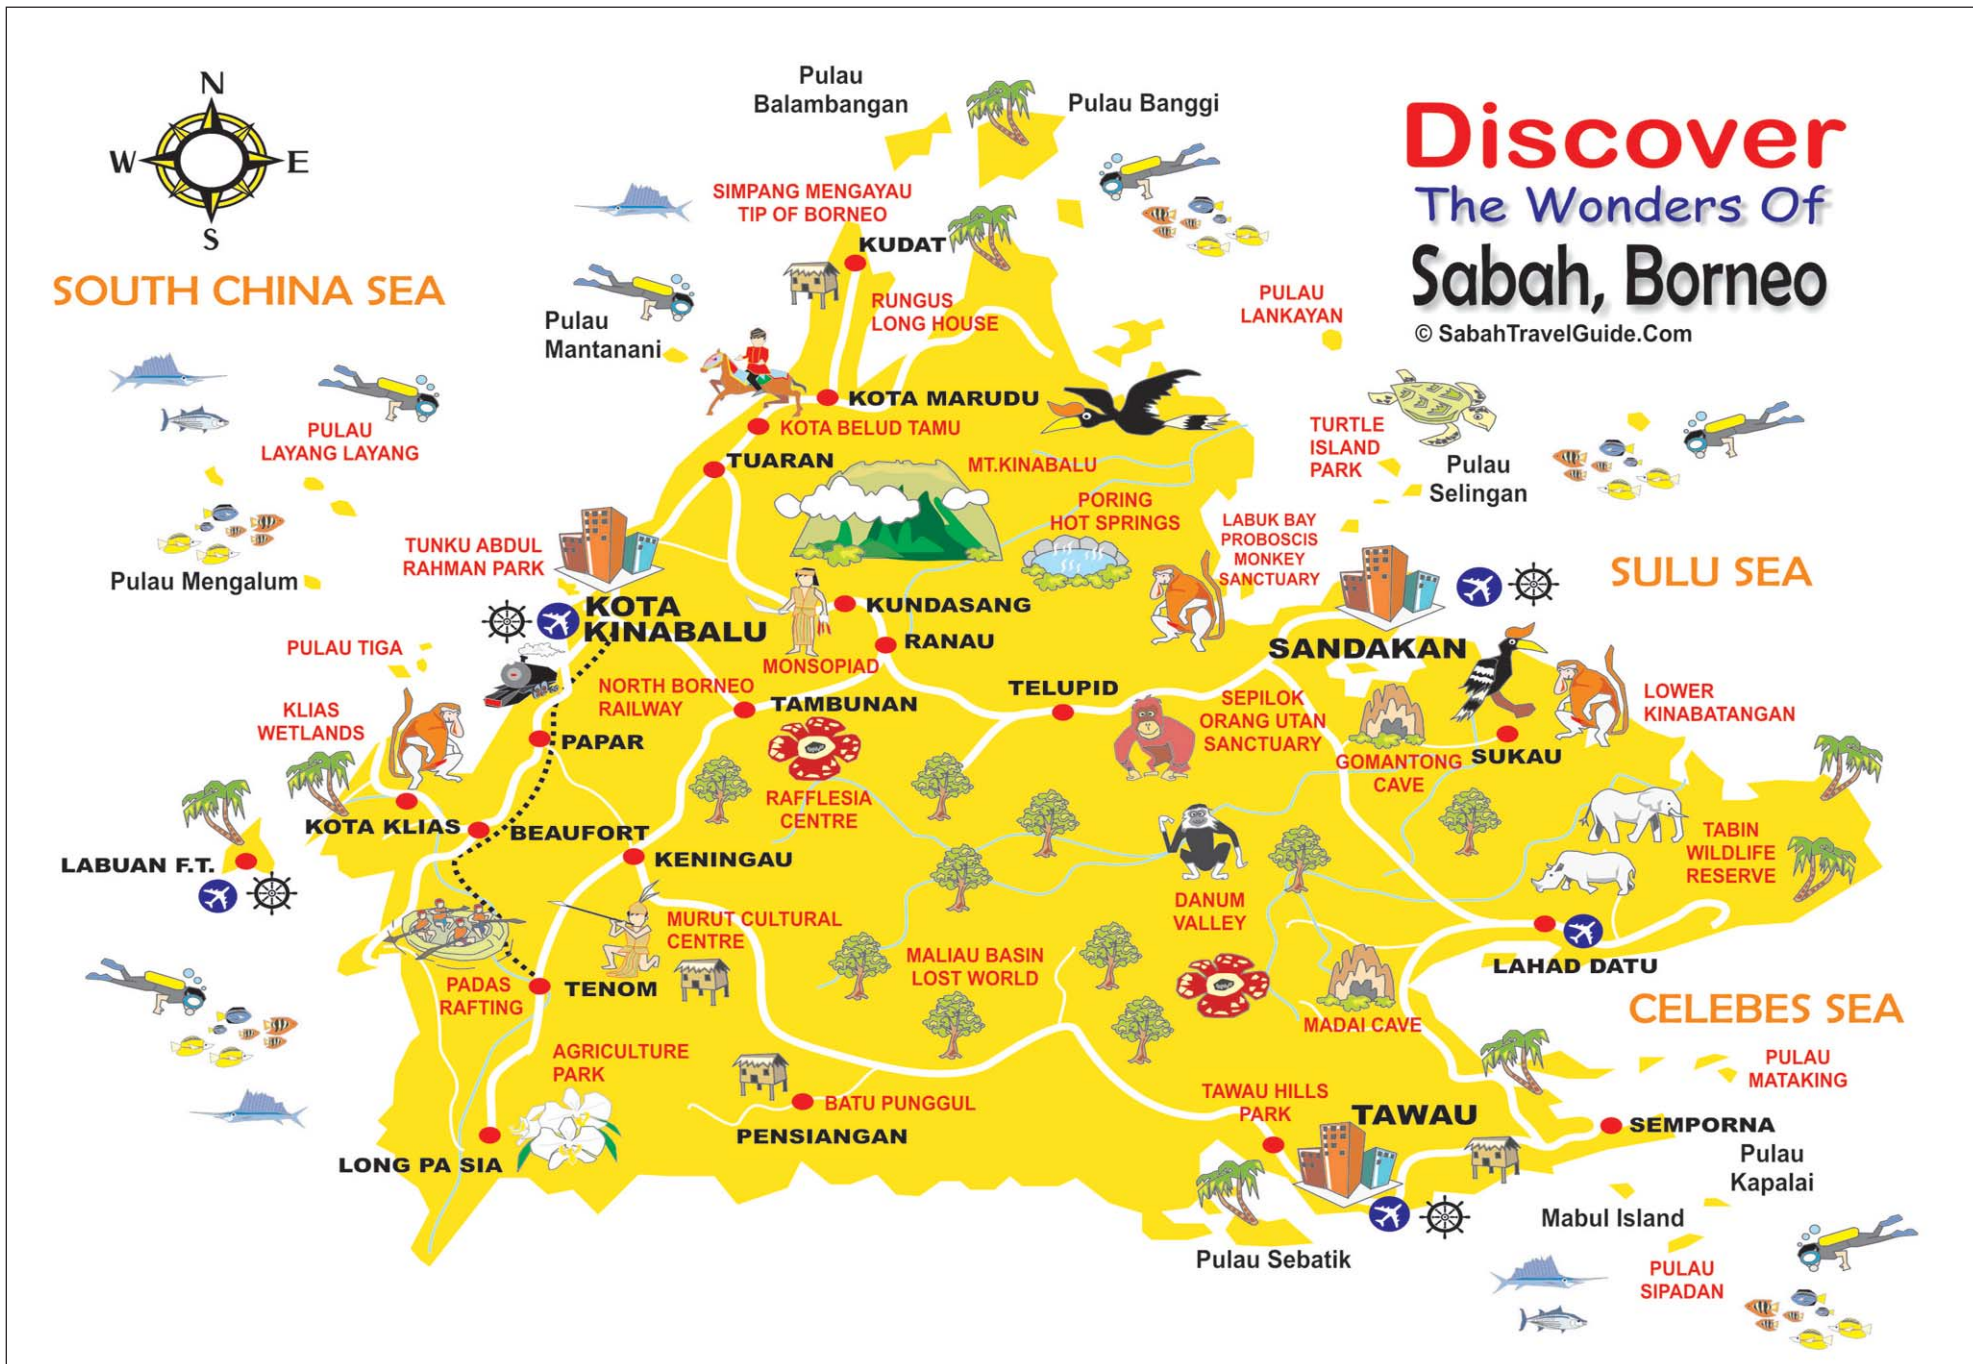 N
W
E
S
Discover
The Wonders Of
Sabah, Borneo
© SabahTravelGuide.Com
Pulau
Balambangan
Pulau Banggi
SIMPANG MENGAYAU
TIP OF BORNEO
KUDAT
RUNGUS
LONG HOUSE
SOUTH CHINA SEA
Pulau
Mantanani
PULAU
LANKAYAN
KOTA MARUDU
KOTA BELUD TAMU
TUARAN
PULAU
LAYANG LAYANG
MT.KINABALU
TURTLE
ISLAND
PARK
Pulau
Selingan
PORING
HOT SPRINGS
LABUK BAY
PROBOSCIS
MONKEY
SANCTUARY
TUNKU ABDUL
RAHMAN PARK
Pulau Mengalum
SULU SEA
KOTA
KINABALU
KUNDASANG
RANAU
MONSOPIAD
SANDAKAN
PULAU TIGA
NORTH BORNEO
RAILWAY
TAMBUNAN
TELUPID
SEPILOK
ORANG UTAN
SANCTUARY
LOWER
KINABATANGAN
KLIAS
WETLANDS
PAPAR
GOMANTONG
CAVE
SUKAU
RAFFLESIA
CENTRE
KOTA KLIAS
BEAUFORT
KENINGAU
LABUAN F.T.
TABIN
WILDLIFE
RESERVE
DANUM
VALLEY
MURUT CULTURAL
CENTRE
MALIAU BASIN
LOST WORLD
LAHAD DATU
PADAS
RAFTING
TENOM
MADAI CAVE
CELEBES SEA
AGRICULTURE
PARK
PULAU
MATAKING
BATU PUNGGUL
PENSIANGAN
TAWAU HILLS
PARK
TAWAU
SEMPORNA
LONG PA SIA
Pulau
Kapalai
Mabul Island
Pulau Sebatik
PULAU
SIPADAN